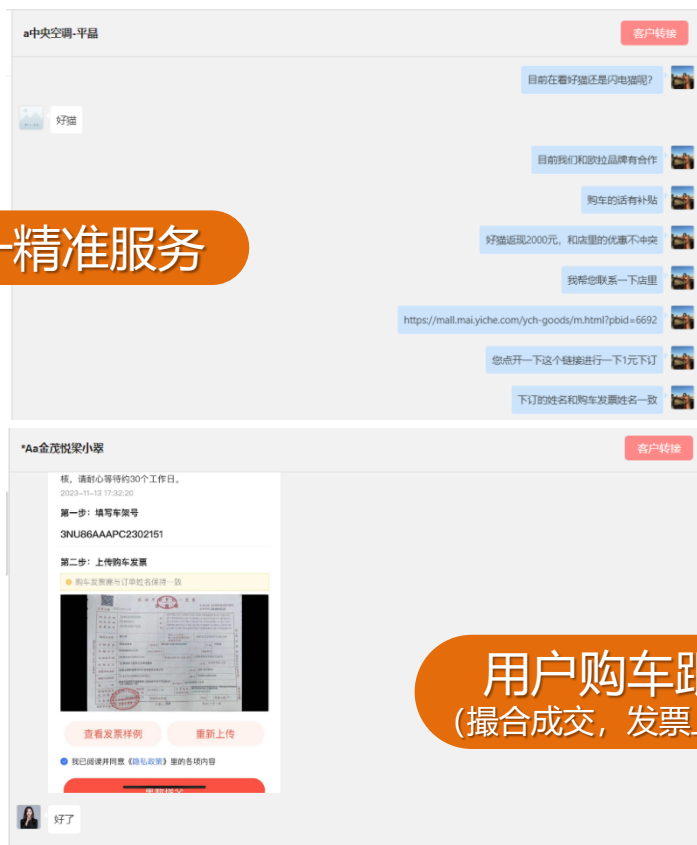 a中央空调-平晶
客户转接
目前在看好猫还是闪电猫呢?
好猫
目前我们和欧拉品牌有合作
购车的话有补贴
好猫返现2000元,和店里的优惠不冲突
精准服务
我帮您联系一下店里
https://mall.mai.yiche.com/ych-goods/m.html?pbid=6692
您点开一下这个链接进行一下1元下订
下订的姓名和购车发票姓名一致
*Aa金茂悦梁小翠
客户转接
核,请耐心等待约30个工作日。
2023-11-13 17:32:20
第一步:填写车架号
3NU86AAAPC2302151
第二步:上传购车发票
购车发票需与订单姓名保持一致
用户购车
(撮合成交,发票
查看发票样例
重新上传
我已阅读并同意《隐私政策》里的各项内容
好了